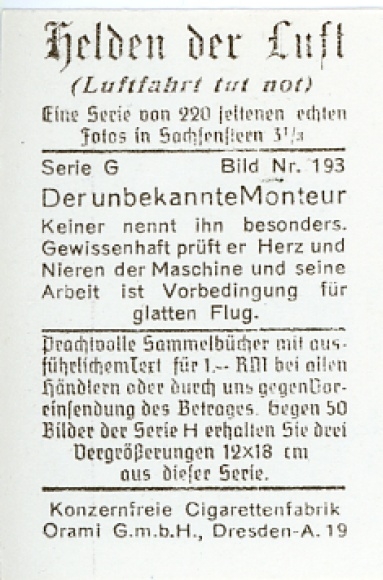 Helden der Luft
(Luftfahrt tut not)
Eine Serie von 220 seltenen echten
Fotos in Sachsenstern 3⅓
Serie G Bild Nr. 193
Der unbekannte Monteur
Keiner nennt ihn besonders.
Gewissenhaft prüft er Herz und
Nieren der Maschine und seine
Arbeit ist Vorbedingung für
glatten Flug.
Prachtvolle Sammelbücher mit aus-
führlichem Text für 1.-- RM bei allen
Händlern oder durch uns gegen Vor-
einsendung des Betrages. Gegen 50
Bilder der Serie H erhalten Sie drei
Vergrößerungen 12x18 cm
aus dieser Serie.
Konzernfreie Cigarettenfabrik
Orami G.m.b.H., Dresden-A. 19